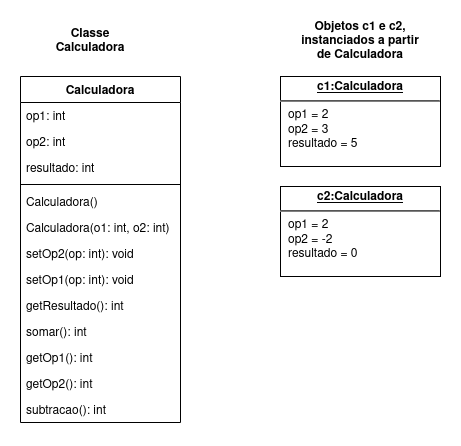 Classe
Calculadora
Calculadora
op1: int
op2: int
resultado: int
Calculadora()
Calculadora(o1: int, o2: int)
setOp2(op: int): void
setOp1(op: int): void
getResultado(): int
somar(): int
getOp1(): int
getOp2(): int
subtracao(): int
Objetos c1 e c2,
instanciados a partir
de Calculadora
c1:Calculadora
op1 = 2
op2 = 3
resultado = 5
c2:Calculadora
op1 = 2
op2 = -2
resultado = 0